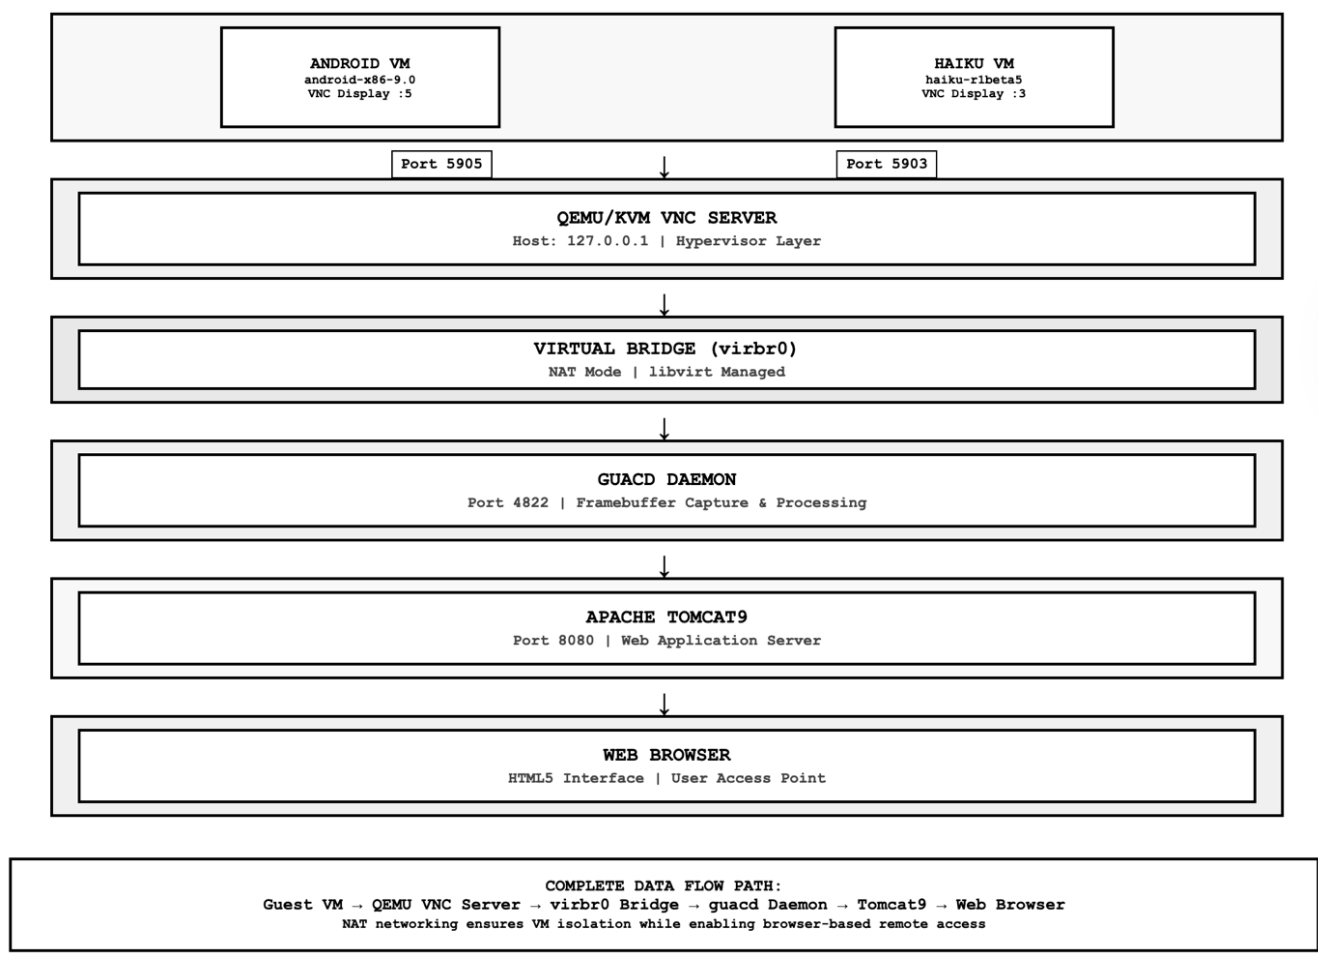 ANDROID VM
android-x86-9.0
VNC Display :5
HAIKU VM
haiku-r1beta5
VNC Display :3
Port 5905
↓
Port 5903
QEMU/KVM VNC SERVER
Host: 127.0.0.1 | Hypervisor Layer
↓
VIRTUAL BRIDGE (virbr0)
NAT Mode | libvirt Managed
↓
GUACD DAEMON
Port 4822 | Framebuffer Capture & Processing
↓
APACHE TOMCAT9
Port 8080 | Web Application Server
↓
WEB BROWSER
HTML5 Interface | User Access Point
COMPLETE DATA FLOW PATH:
Guest VM → QEMU VNC Server → virbr0 Bridge → guacd Daemon → Tomcat9 → Web Browser
NAT networking ensures VM isolation while enabling browser-based remote access